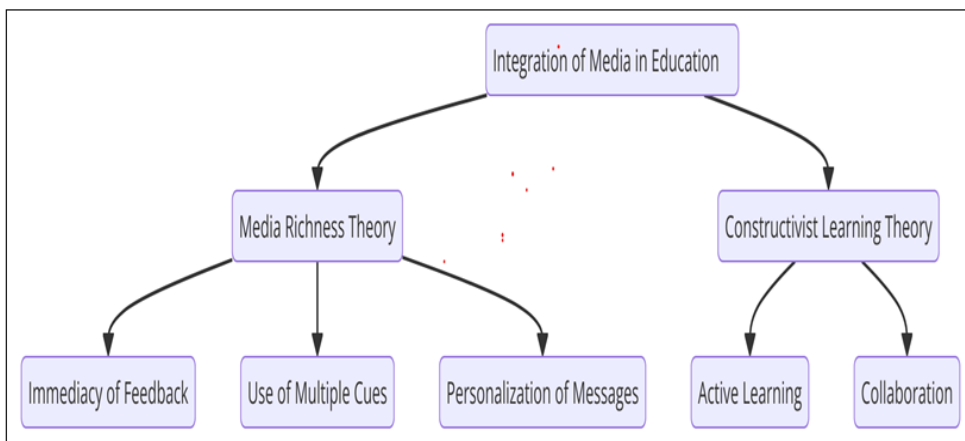 Integration of Media in Education
Media Richness Theory
Constructivist Learning Theory
Immediacy of Feedback
Use of Multiple Cues
Personalization of Messages
Active Learning
Collaboration